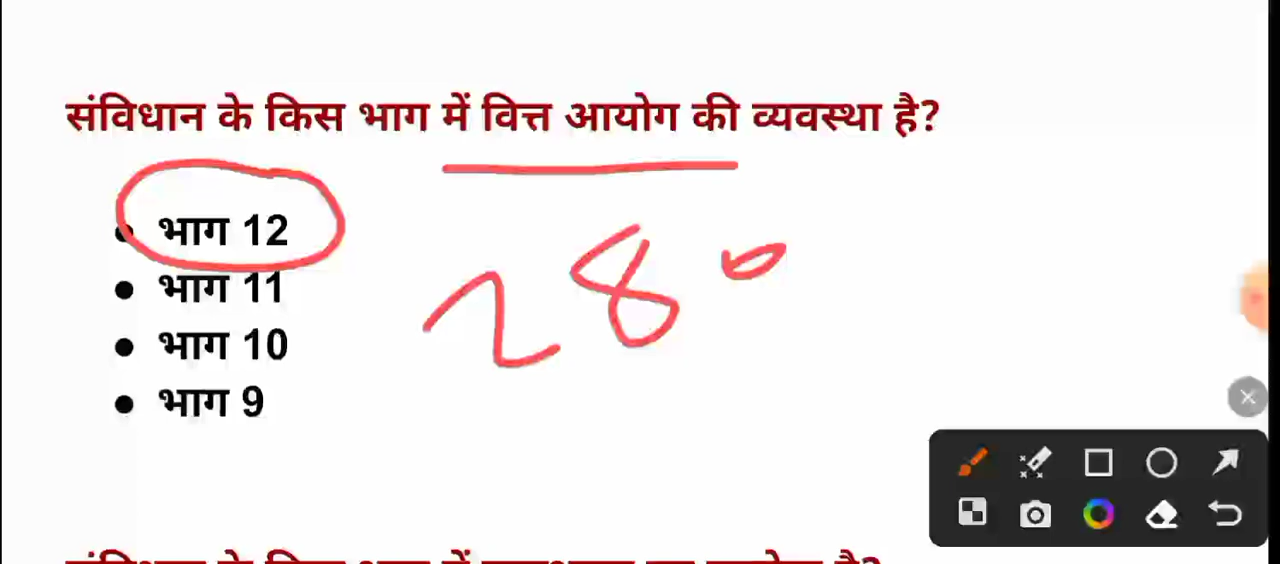 संविधान के किस भाग में वित्त आयोग की व्यवस्था है?
भाग 12
भाग 11
280
भाग 10
भाग 9
संविधान के किस भाग में
है?